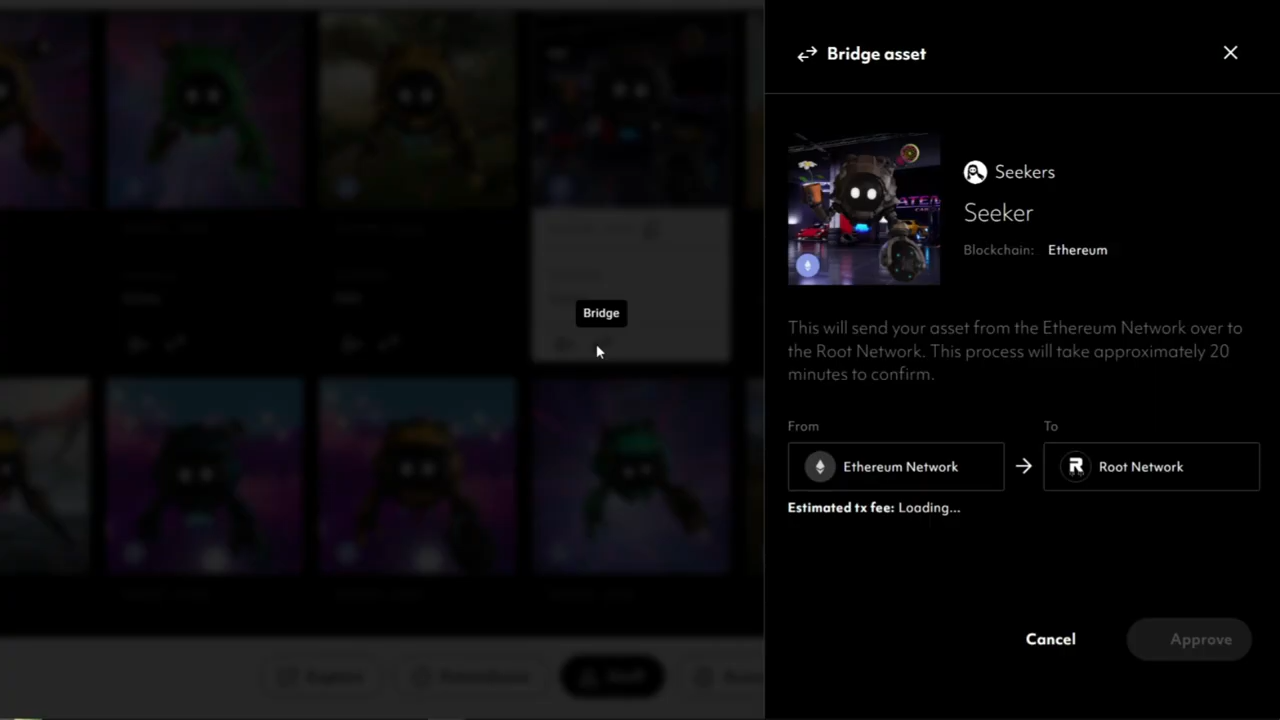 Bridge asset
Seekers
Seeker
Blockchain: Ethereum
Bridge
This will send your asset from the Ethereum Network over to
the Root Network. This process will take approximately 20
minutes to confirm.
From
To
Ethereum Network
Root Network
Estimated tx fee: Loading...
Cancel
Approve